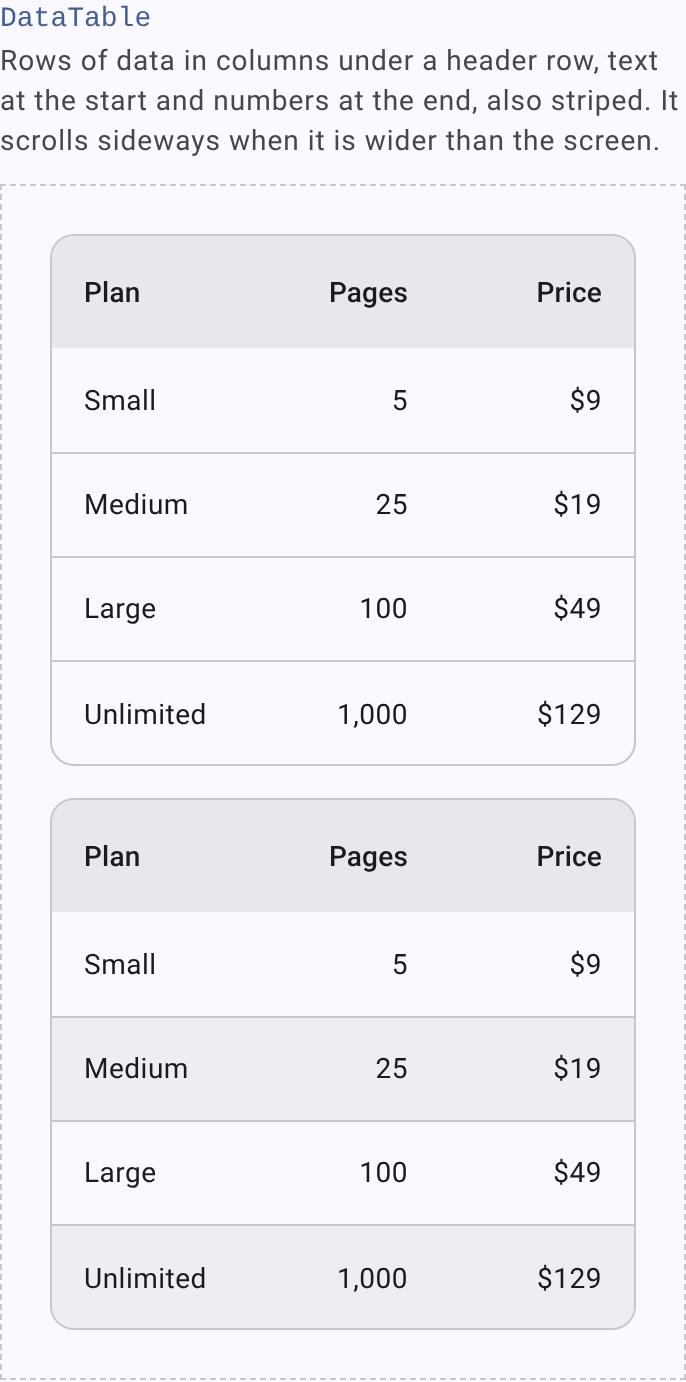 DataTable
Rows of data in columns under a header row, text
at the start and numbers at the end, also striped. It
scrolls sideways when it is wider than the screen.
Plan Pages Price
Small 5 $9
Medium 25 $19
Large 100 $49
Unlimited 1,000 $129
Plan Pages Price
Small 5 $9
Medium 25 $19
Large 100 $49
Unlimited 1,000 $129